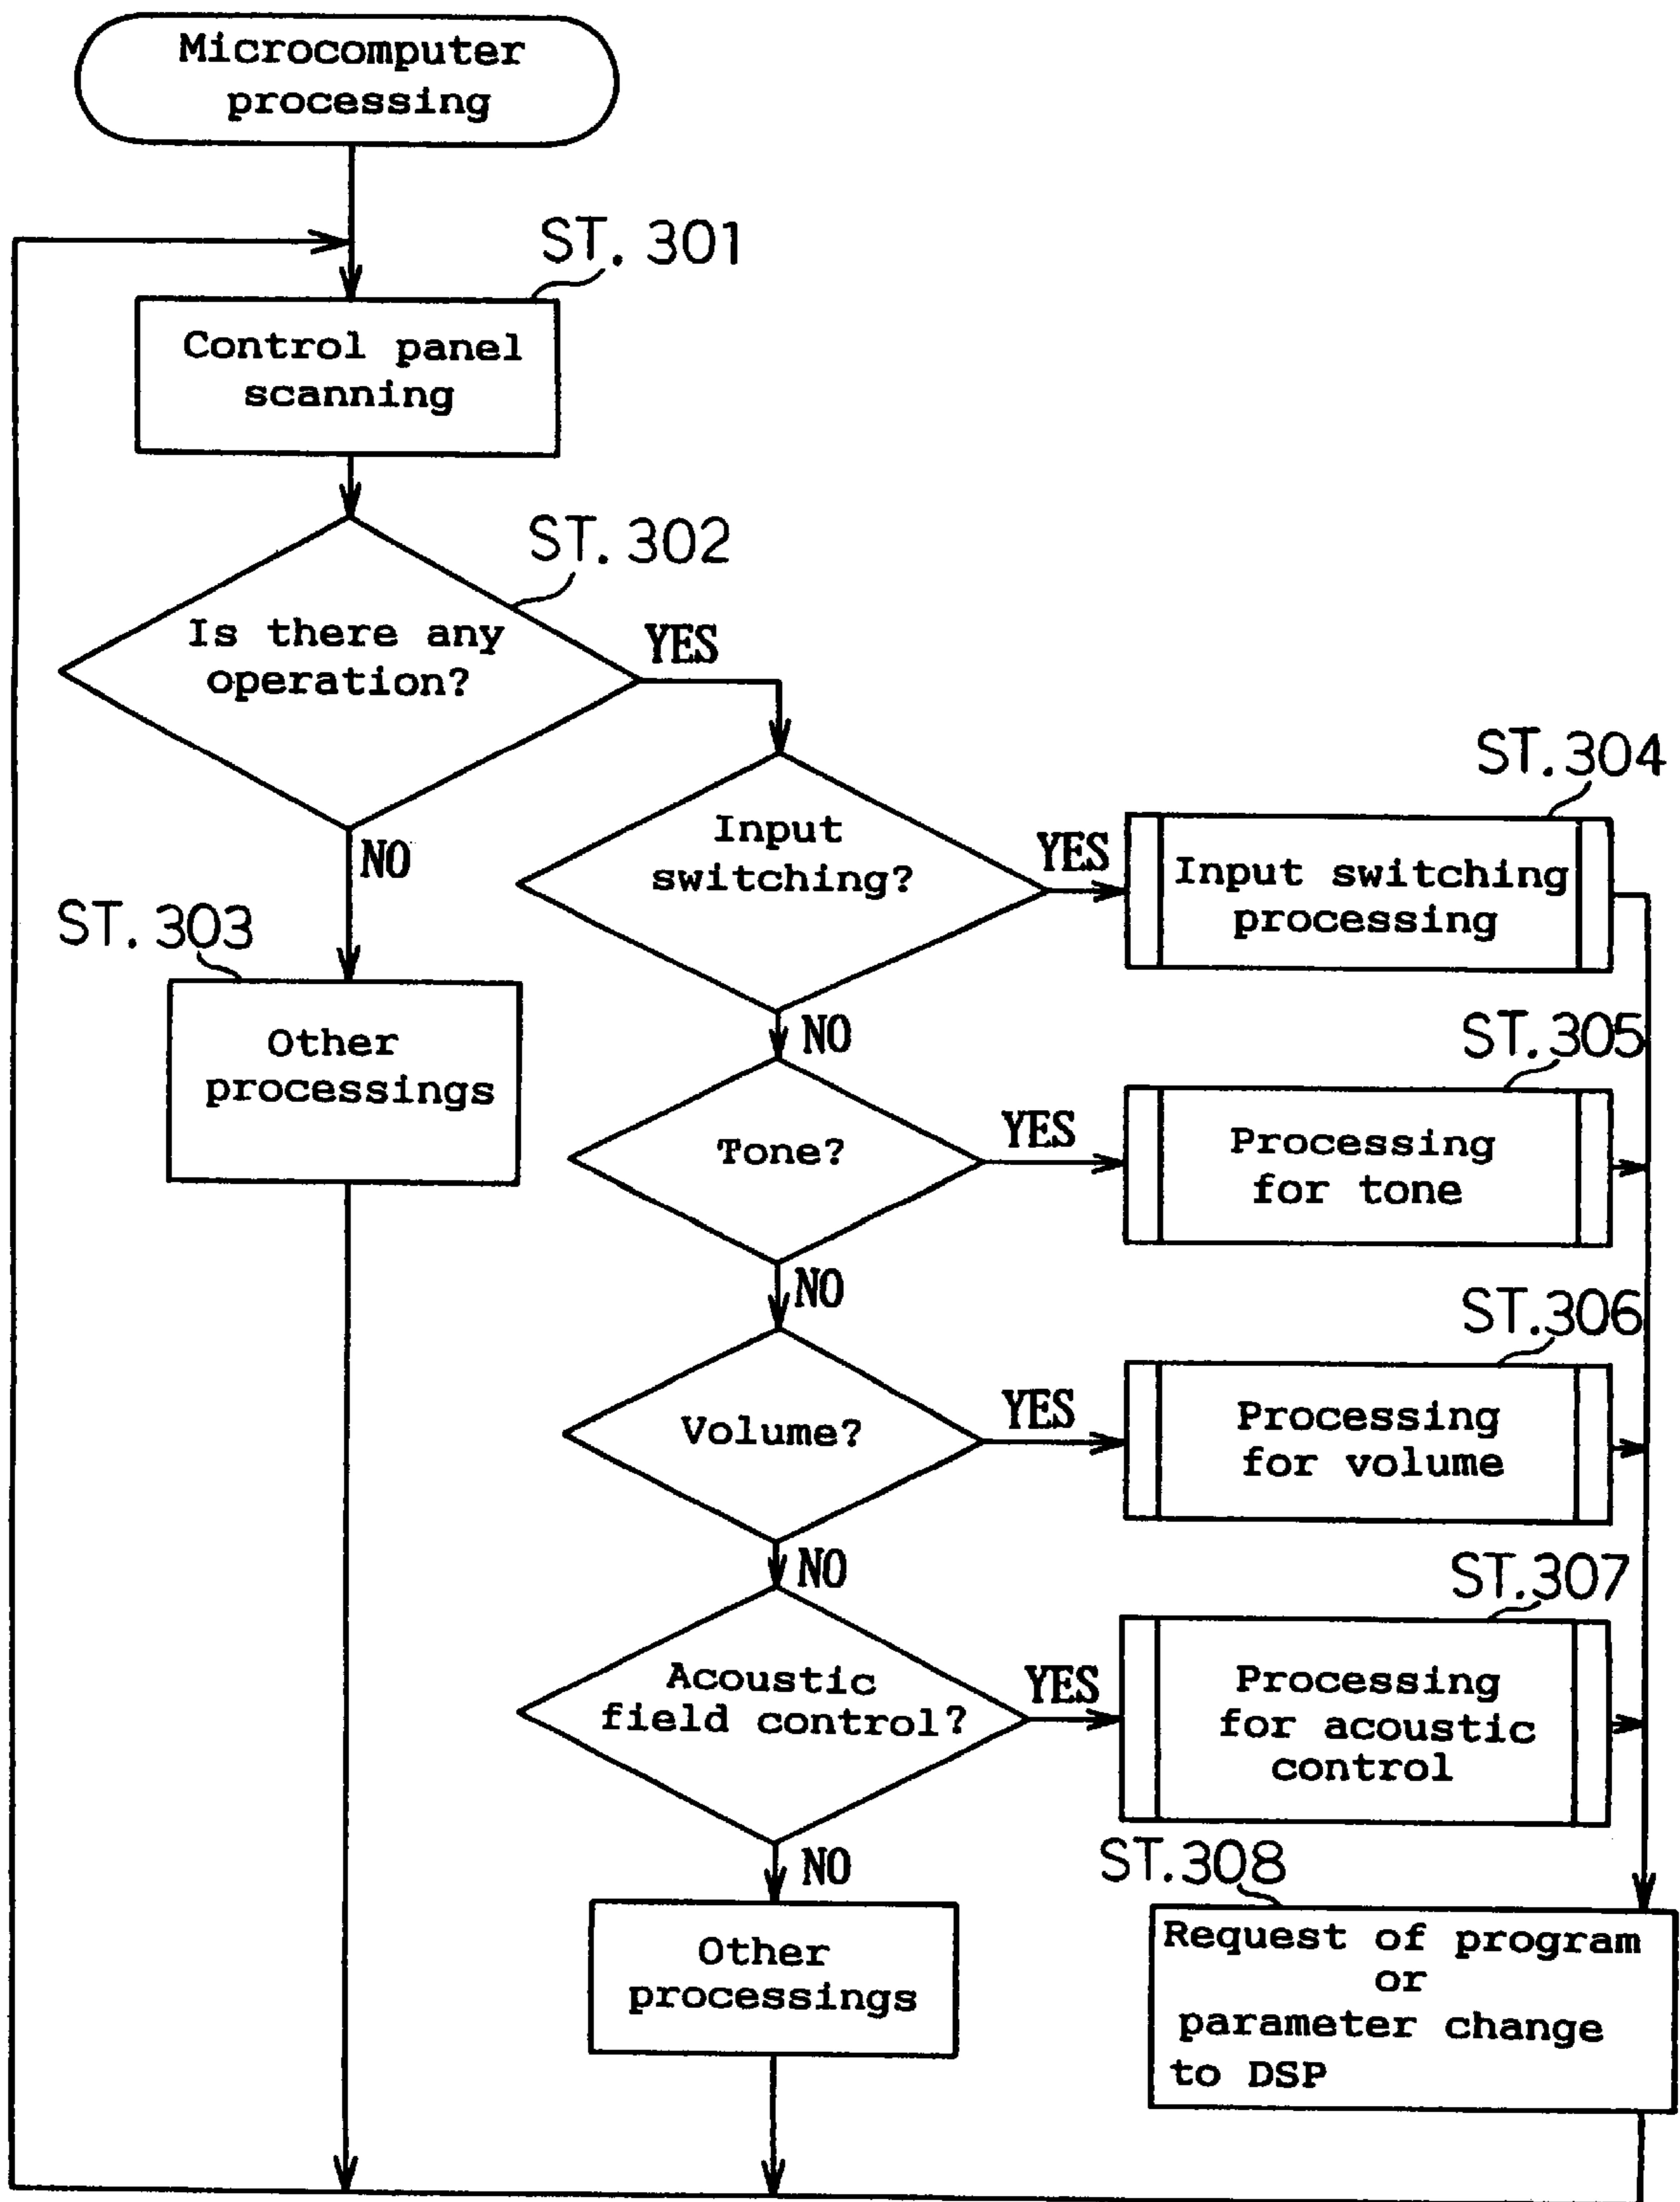 Microcomputer
processing
ST. 301
Control panel
scanning
ST. 302
Is there any
operation?
YES
NO
ST. 303
Other
processings
Input
switching?
YES
ST. 304
Input switching
processing
NO
Tone?
YES
ST. 305
Processing
for tone
NO
Volume?
YES
ST. 306
Processing
for volume
NO
Acoustic
field control?
YES
ST. 307
Processing
for acoustic
control
NO
Other
processings
ST. 308
Request of program
or
parameter change
to DSP